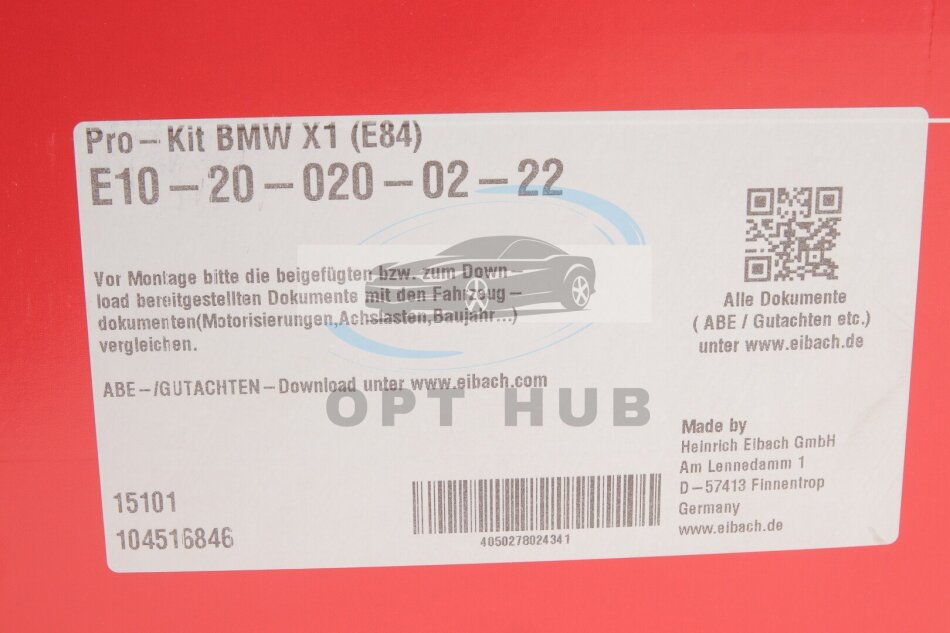 Pro-Kit BMW X1 (E84)
E10-20-020-02-22
Vor Montage bitte die beigefügten bzw. zum Down-
load bereitgestellten Dokumente mit den Fahrzeug-
dokumenten(Motorisierungen,Achslasten,Baujahr...)
vergleichen.
ABE-/GUTACHTEN-Download unter www.eibach.com
OPT HUB
15101
104516846
4050278024341
Alle Dokumente
( ABE / Gutachten etc.)
unter www.eibach.de
Made by
Heinrich Eibach GmbH
Am Lennedamm 1
D-57413 Finnentrop
Germany
www.eibach.de